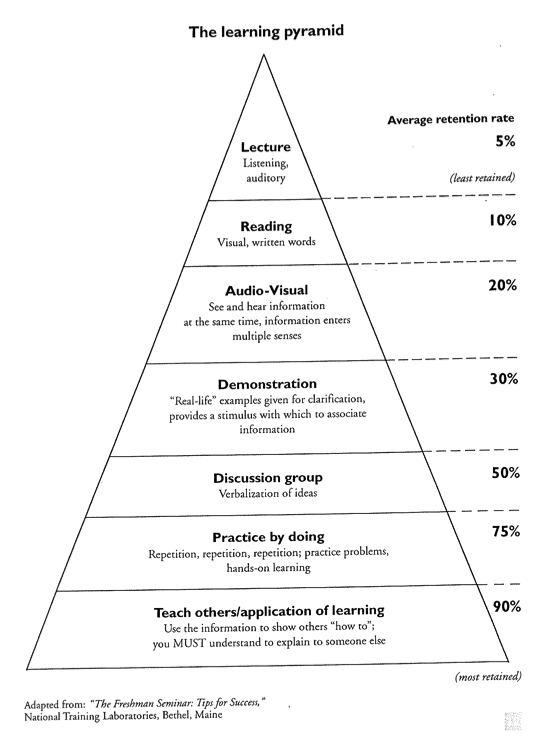 The learning pyramid
Average retention rate
Lecture
Listening,
auditory
5%
(least retained)
Reading
Visual, written words
10%
Audio-Visual
See and hear information
at the same time, information enters
multiple senses
20%
Demonstration
"Real-life" examples given for clarification,
provides a stimulus with which to associate
information
30%
Discussion group
Verbalization of ideas
50%
Practice by doing
Repetition, repetition, repetition; practice problems,
hands-on learning
75%
Teach others/application of learning
Use the information to show others "how to";
you MUST understand to explain to someone else
90%
(most retained)
Adapted from: "The Freshman Seminar: Tips for Success,"
National Training Laboratories, Bethel, Maine